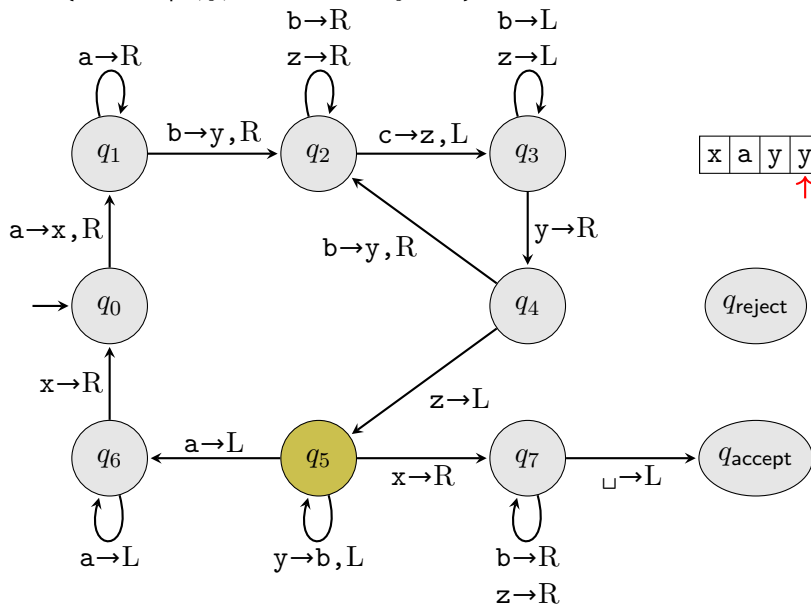 b→R b→L
a→R z→R z→L
q1 b→y,R q2 c→z,L q3 x a y y
↑
a→x,R b→y,R y→R
q0 q4 qreject
x→R z→L
q6 a→L q5 x→R q7 ␣→L qaccept
a→L y→b,L b→R
z→R